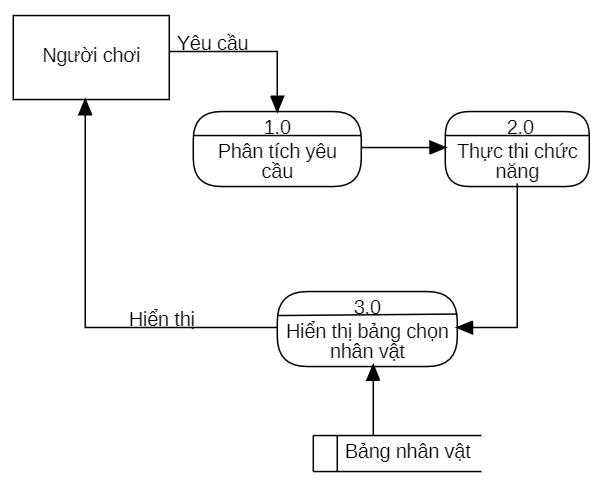 Người chơi
Yêu cầu
1.0
Phân tích yêu
cầu
2.0
Thực thi chức
năng
3.0
Hiển thị bảng chọn
nhân vật
Hiển thị
Bảng nhân vật